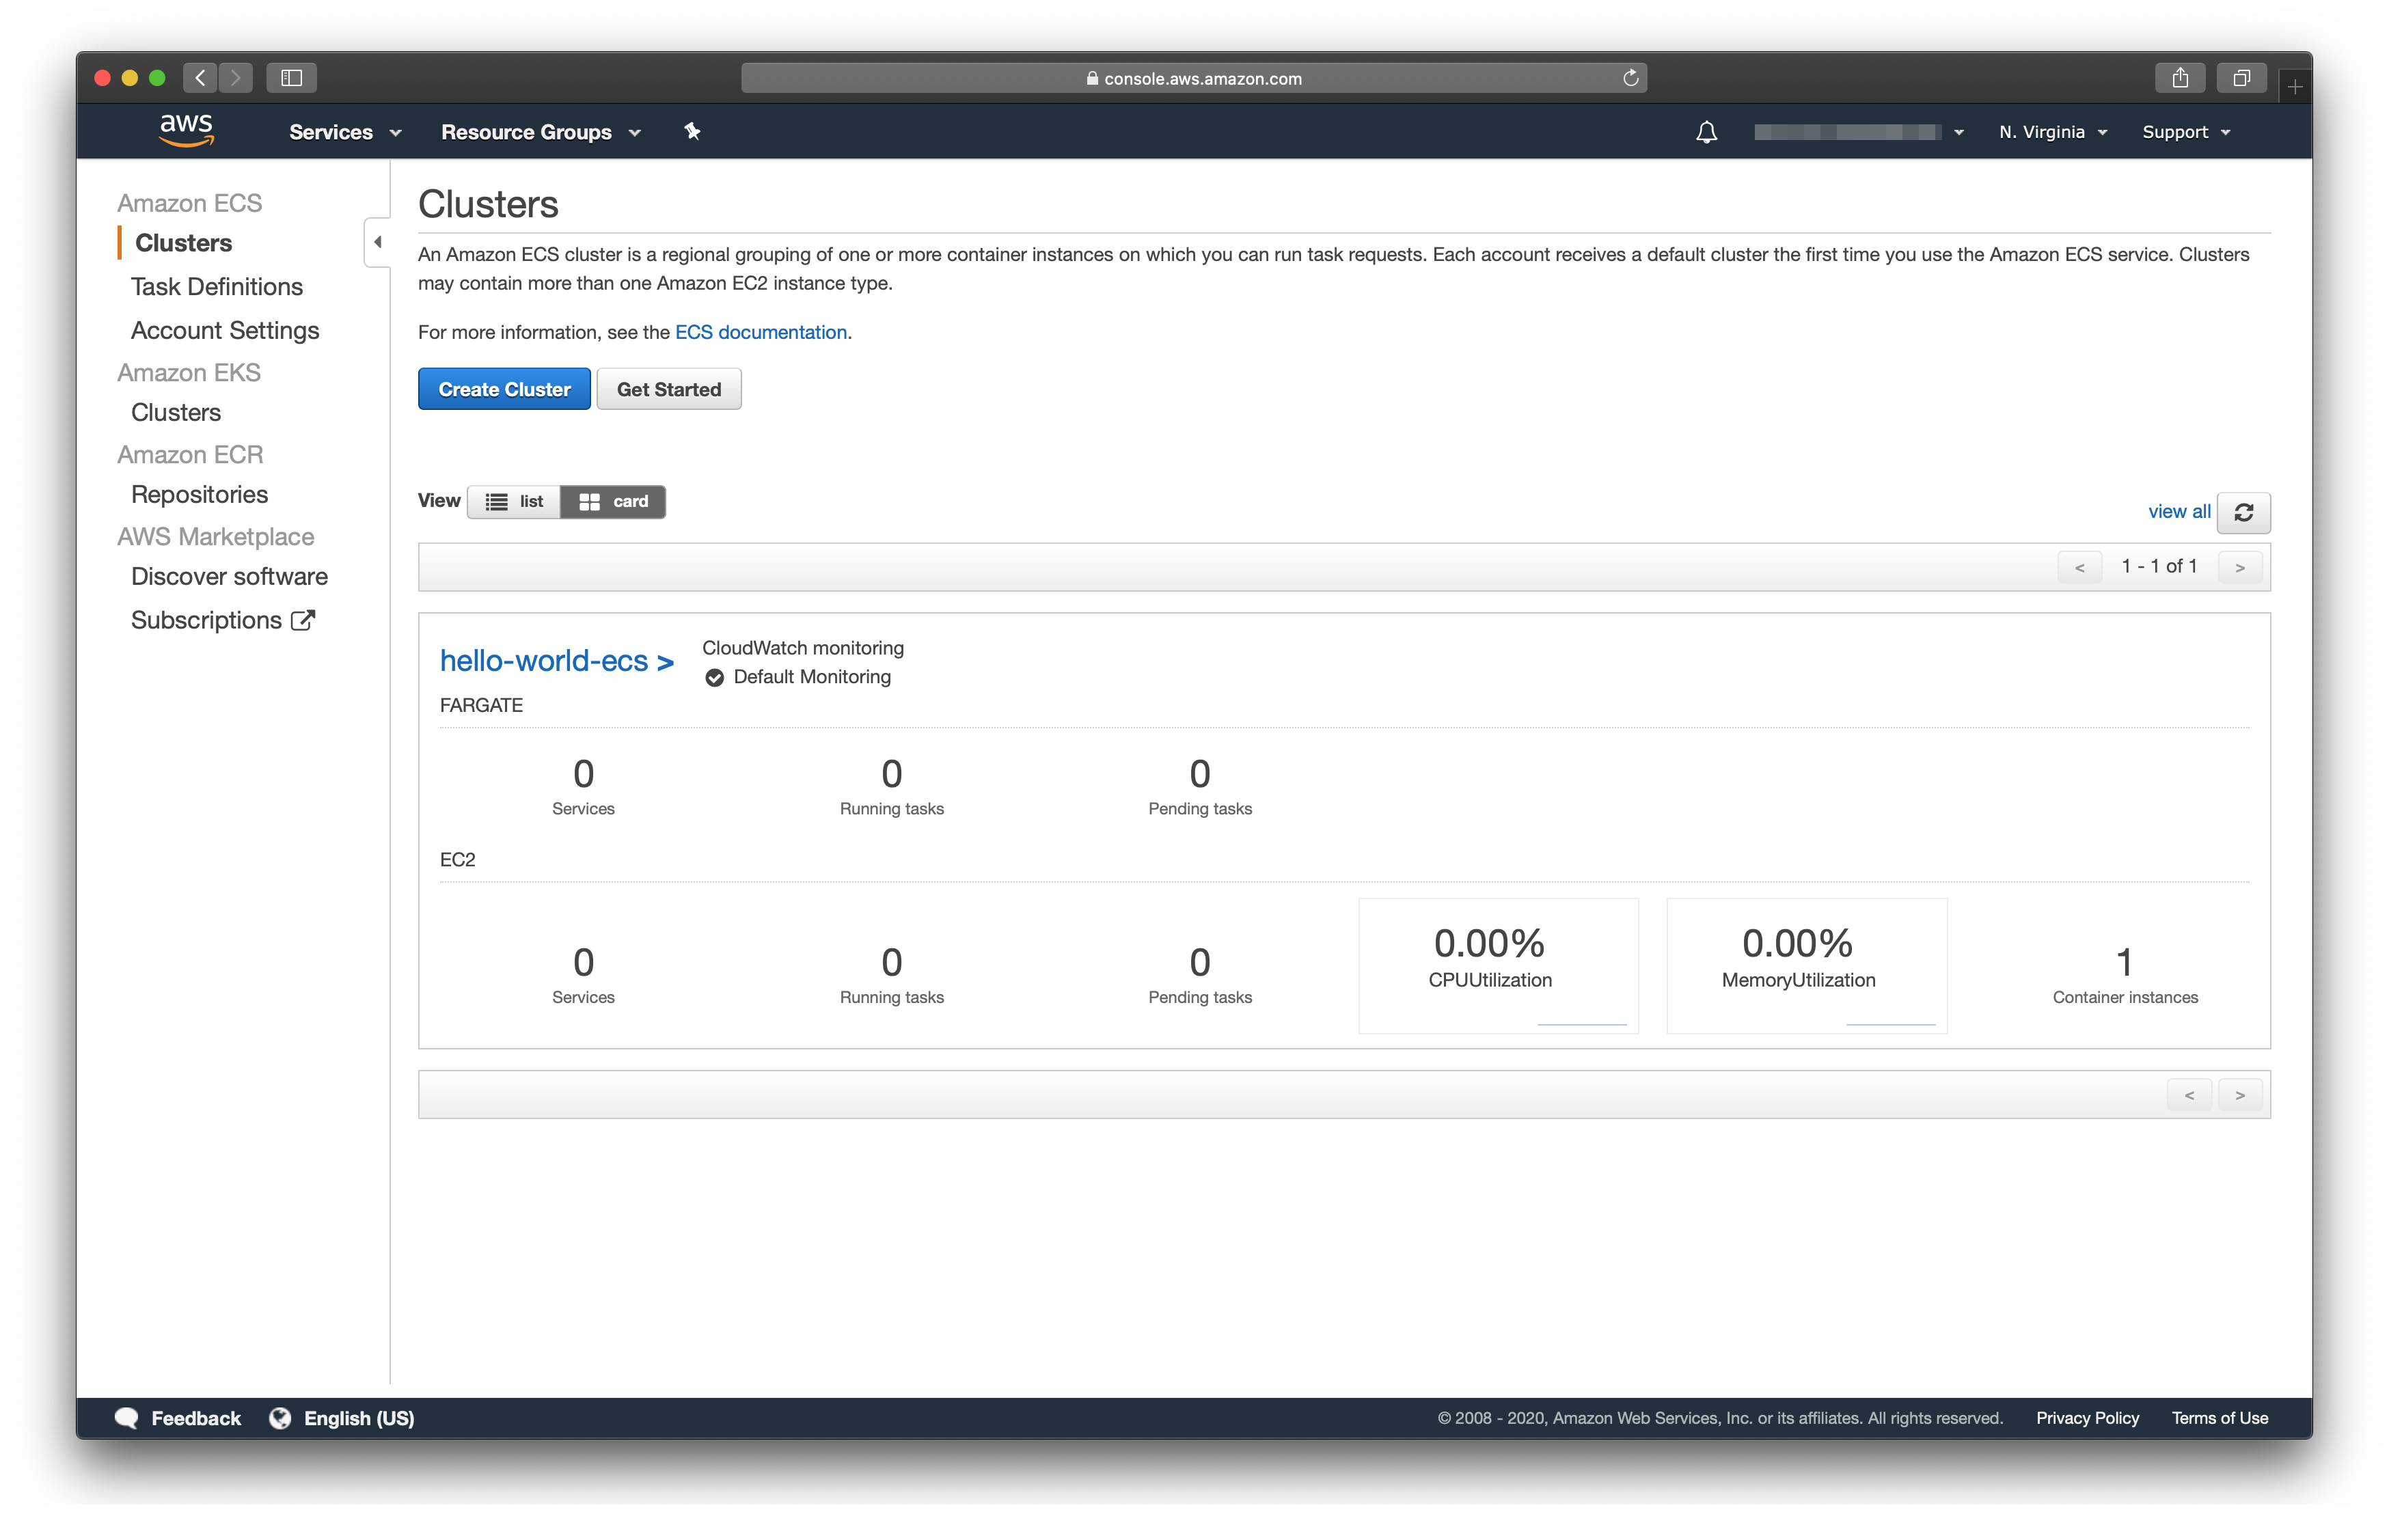 console.aws.amazon.com
aws
Services
Resource Groups
N. Virginia
Support
Amazon ECS
Clusters
Task Definitions
Account Settings
Amazon EKS
Clusters
Amazon ECR
Repositories
AWS Marketplace
Discover software
Subscriptions
Clusters
An Amazon ECS cluster is a regional grouping of one or more container instances on which you can run task requests. Each account receives a default cluster the first time you use the Amazon ECS service. Clusters
may contain more than one Amazon EC2 instance type.
For more information, see the ECS documentation.
Create Cluster
Get Started
View
list
card
view all
< 1 - 1 of 1 >
hello-world-ecs >
CloudWatch monitoring
Default Monitoring
FARGATE
0
Services
0
Running tasks
0
Pending tasks
EC2
0
Services
0
Running tasks
0
Pending tasks
0.00%
CPUUtilization
0.00%
MemoryUtilization
1
Container instances
< >
Feedback
English (US)
© 2008 - 2020, Amazon Web Services, Inc. or its affiliates. All rights reserved.
Privacy Policy
Terms of Use